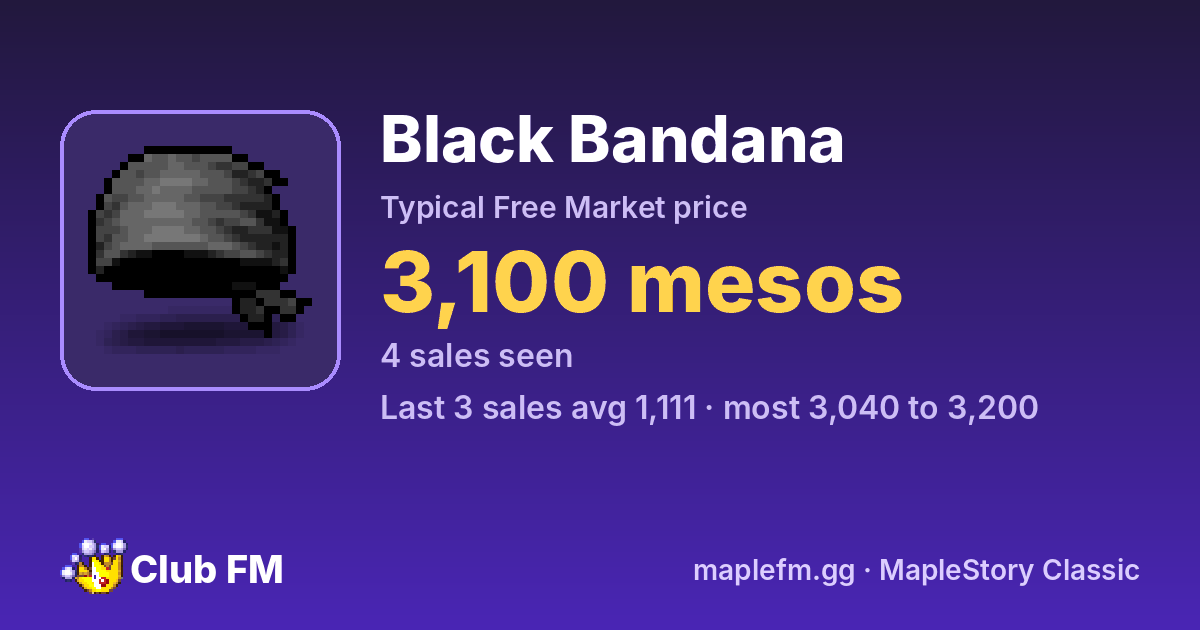 Black Bandana
Typical Free Market price
3,100 mesos
4 sales seen
Last 3 sales avg 1,111 · most 3,040 to 3,200
Club FM
maplefm.gg · MapleStory Classic